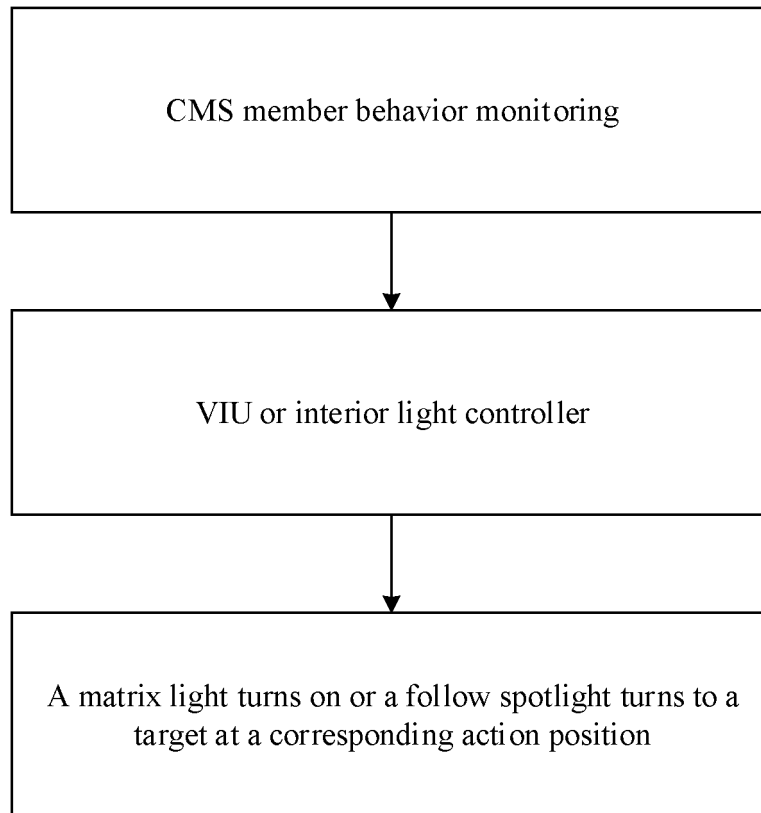 CMS member behavior monitoring
VIU or interior light controller
A matrix light turns on or a follow spotlight turns to a
target at a corresponding action position